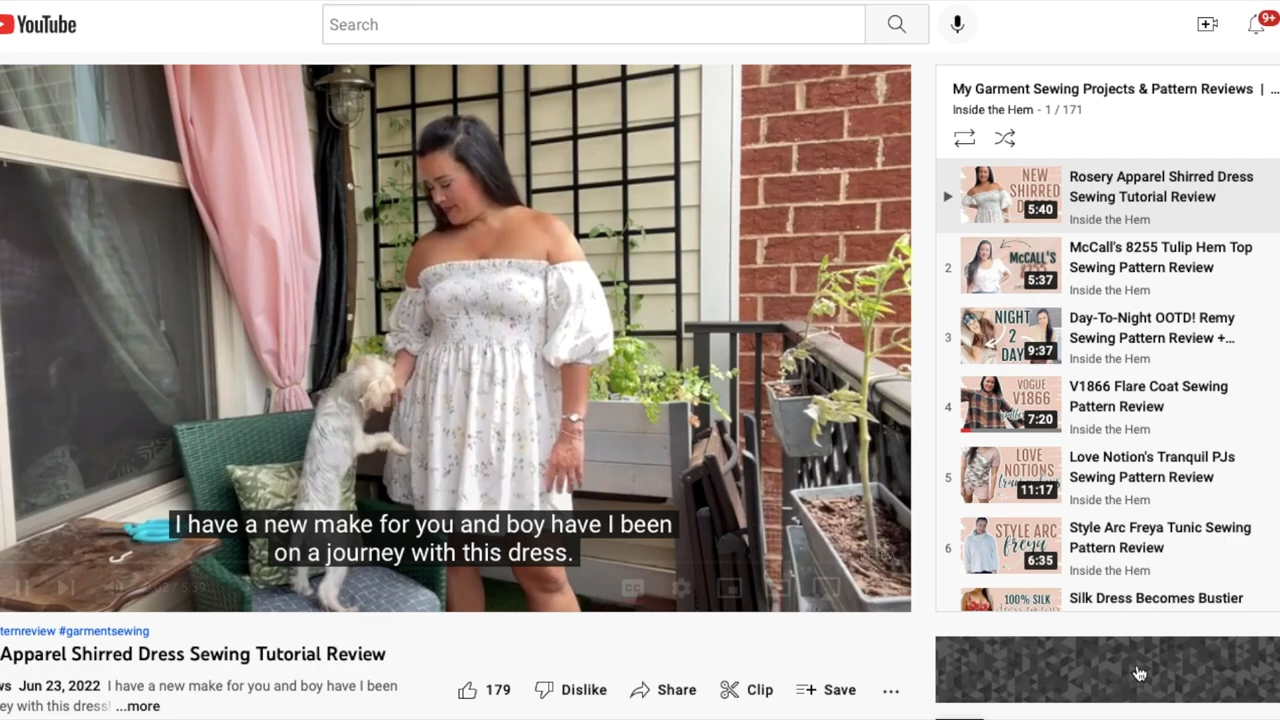 YouTube
Search
9+
My Garment Sewing Projects & Pattern Reviews | ...
Inside the Hem - 1 / 171
NEW
SHIRRED
5:40
Rosery Apparel Shirred Dress
Sewing Tutorial Review
Inside the Hem
2
McCALL'S
5:37
McCall's 8255 Tulip Hem Top
Sewing Pattern Review
Inside the Hem
3
NIGHT
2
DAY
9:37
Day-To-Night OOTD! Remy
Sewing Pattern Review +...
Inside the Hem
4
VOGUE
V1866
7:20
V1866 Flare Coat Sewing
Pattern Review
Inside the Hem
5
LOVE
NOTIONS
11:17
Love Notion's Tranquil PJs
Sewing Pattern Review
Inside the Hem
6
STYLE ARC
freya
6:35
Style Arc Freya Tunic Sewing
Pattern Review
Inside the Hem
100% SILK
Silk Dress Becomes Bustier
I have a new make for you and boy have I been
on a journey with this dress.
CC
ternreview #garmentsewing
Apparel Shirred Dress Sewing Tutorial Review
ws Jun 23, 2022 I have a new make for you and boy have I been
ey with this dress! ...more
179
Dislike
Share
Clip
Save
...